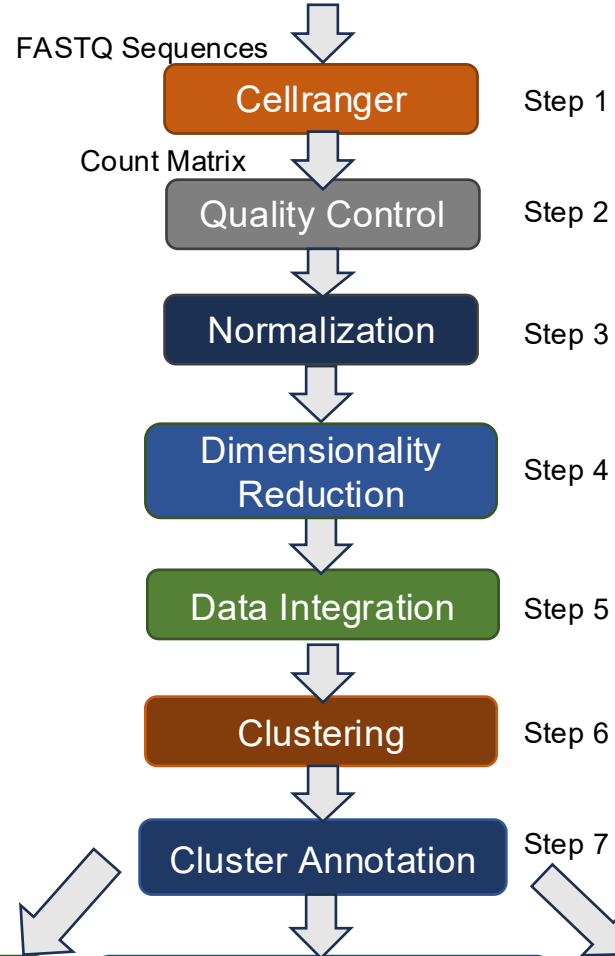 FASTQ Sequences
Cellranger
Step 1
Count Matrix
Quality Control
Step 2
Normalization
Step 3
Dimensionality
Reduction
Step 4
Data Integration
Step 5
Clustering
Step 6
Cluster Annotation
Step 7